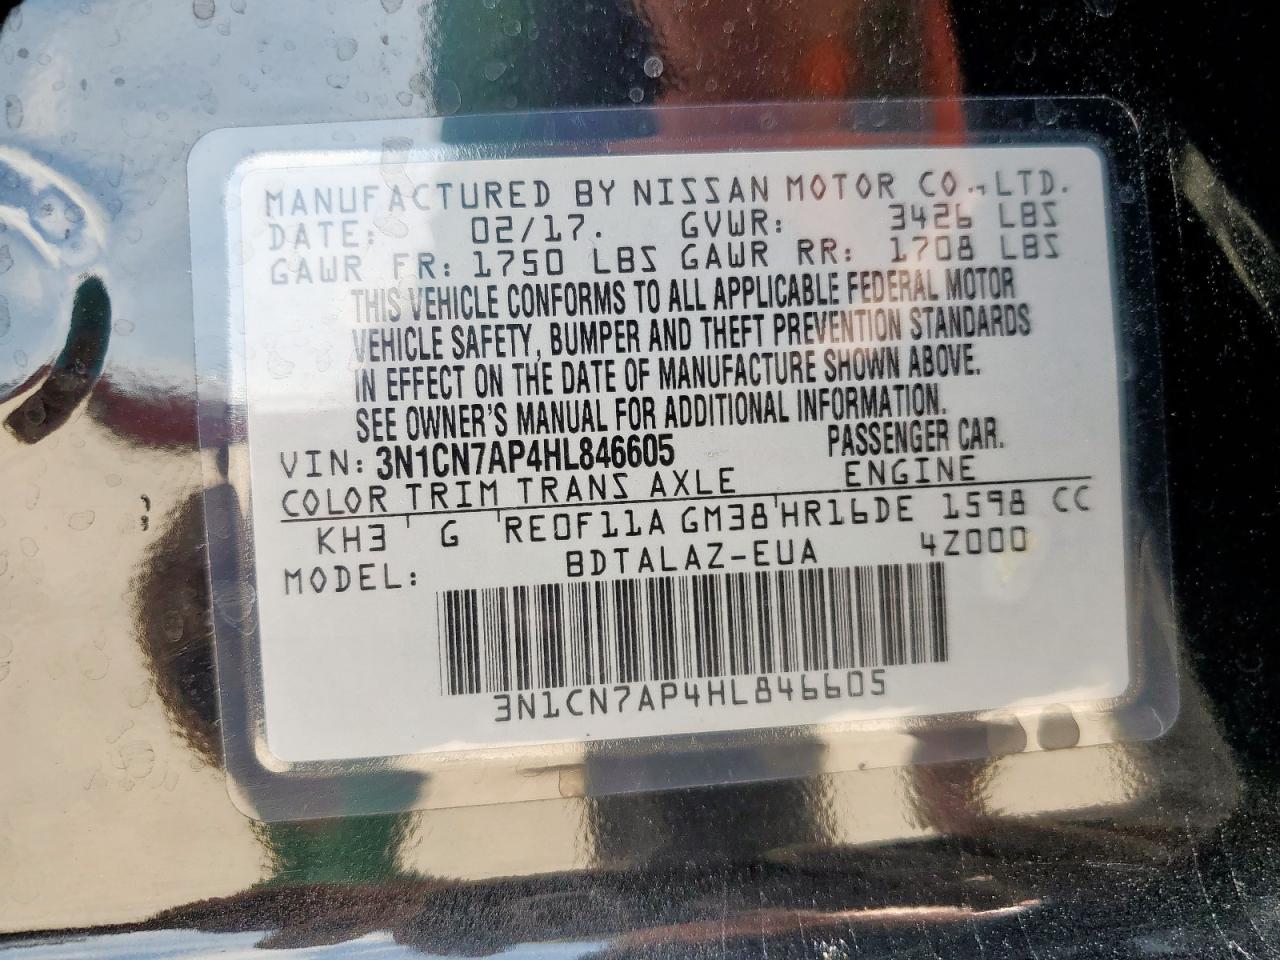 MANUFACTURED BY NISSAN MOTOR CO., LTD.
DATE: 02/17. GVWR: 3426 LBS
GAWR FR: 1750 LBS GAWR RR: 1708 LBS
THIS VEHICLE CONFORMS TO ALL APPLICABLE FEDERAL MOTOR
VEHICLE SAFETY, BUMPER AND THEFT PREVENTION STANDARDS
IN EFFECT ON THE DATE OF MANUFACTURE SHOWN ABOVE.
SEE OWNER'S MANUAL FOR ADDITIONAL INFORMATION.
VIN: 3N1CN7AP4HL846605 PASSENGER CAR.
COLOR TRIM TRANS AXLE ENGINE
KH3 G RE0F11A GM38 HR16DE 1598 CC
MODEL: BDTALAZ-EUA 4Z000
3N1CN7AP4HL846605